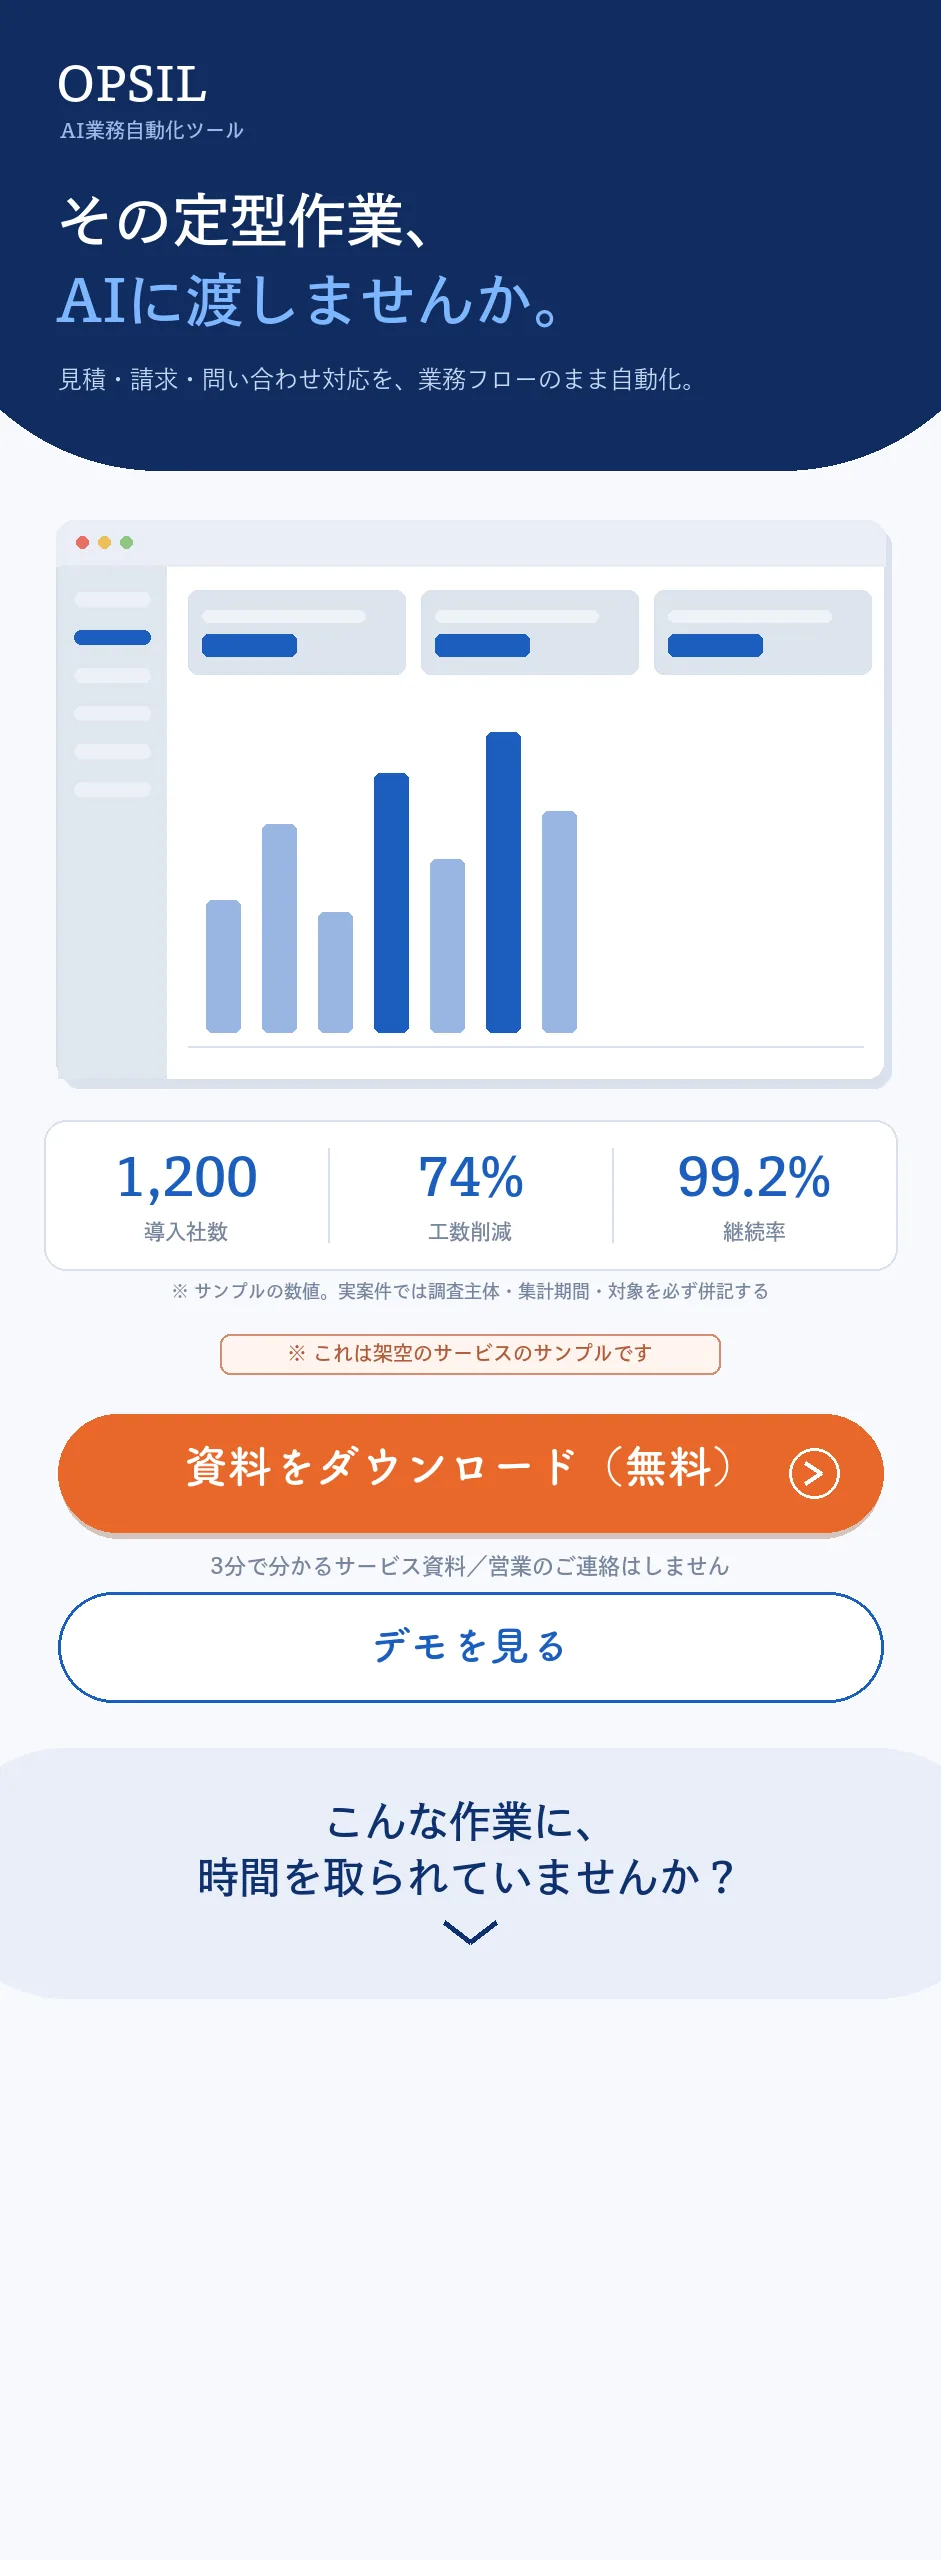 OPSIL
AI業務自動化ツール
その定型作業、
AIに渡しませんか。
見積・請求・問い合わせ対応を、業務フローのまま自動化。
1,200
導入社数
74%
工数削減
99.2%
継続率
※ サンプルの数値。実案件では調査主体・集計期間・対象を必ず併記する
※ これは架空のサービスのサンプルです
資料をダウンロード（無料）
3分で分かるサービス資料／営業のご連絡はしません
デモを見る
こんな作業に、
時間を取られていませんか？